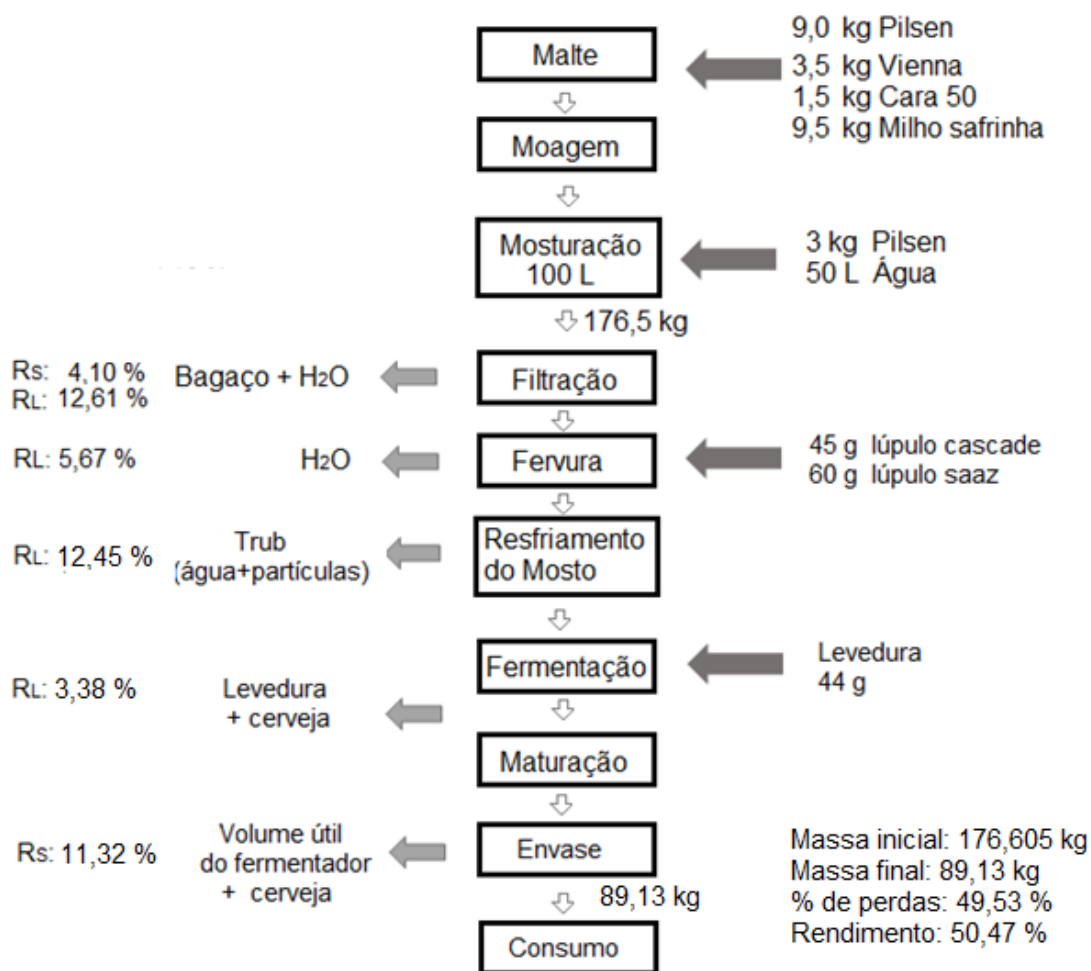 Malte
9,0 kg Pilsen
3,5 kg Vienna
1,5 kg Cara 50
9,5 kg Milho safrinha
Moagem
Mosturação
100 L
3 kg Pilsen
50 L Água
176,5 kg
Rs: 4,10 %
RL: 12,61 %
Bagaço + H2O
Filtração
RL: 5,67 %
H2O
Fervura
45 g lúpulo cascade
60 g lúpulo saaz
RL: 12,45 %
Trub
(água+partículas)
Resfriamento
do Mosto
Fermentação
Levedura
44 g
RL: 3,38 %
Levedura
+ cerveja
Maturação
Rs: 11,32 %
Volume útil
do fermentador
+ cerveja
Envase
89,13 kg
Consumo
Massa inicial: 176,605 kg
Massa final: 89,13 kg
% de perdas: 49,53 %
Rendimento: 50,47 %